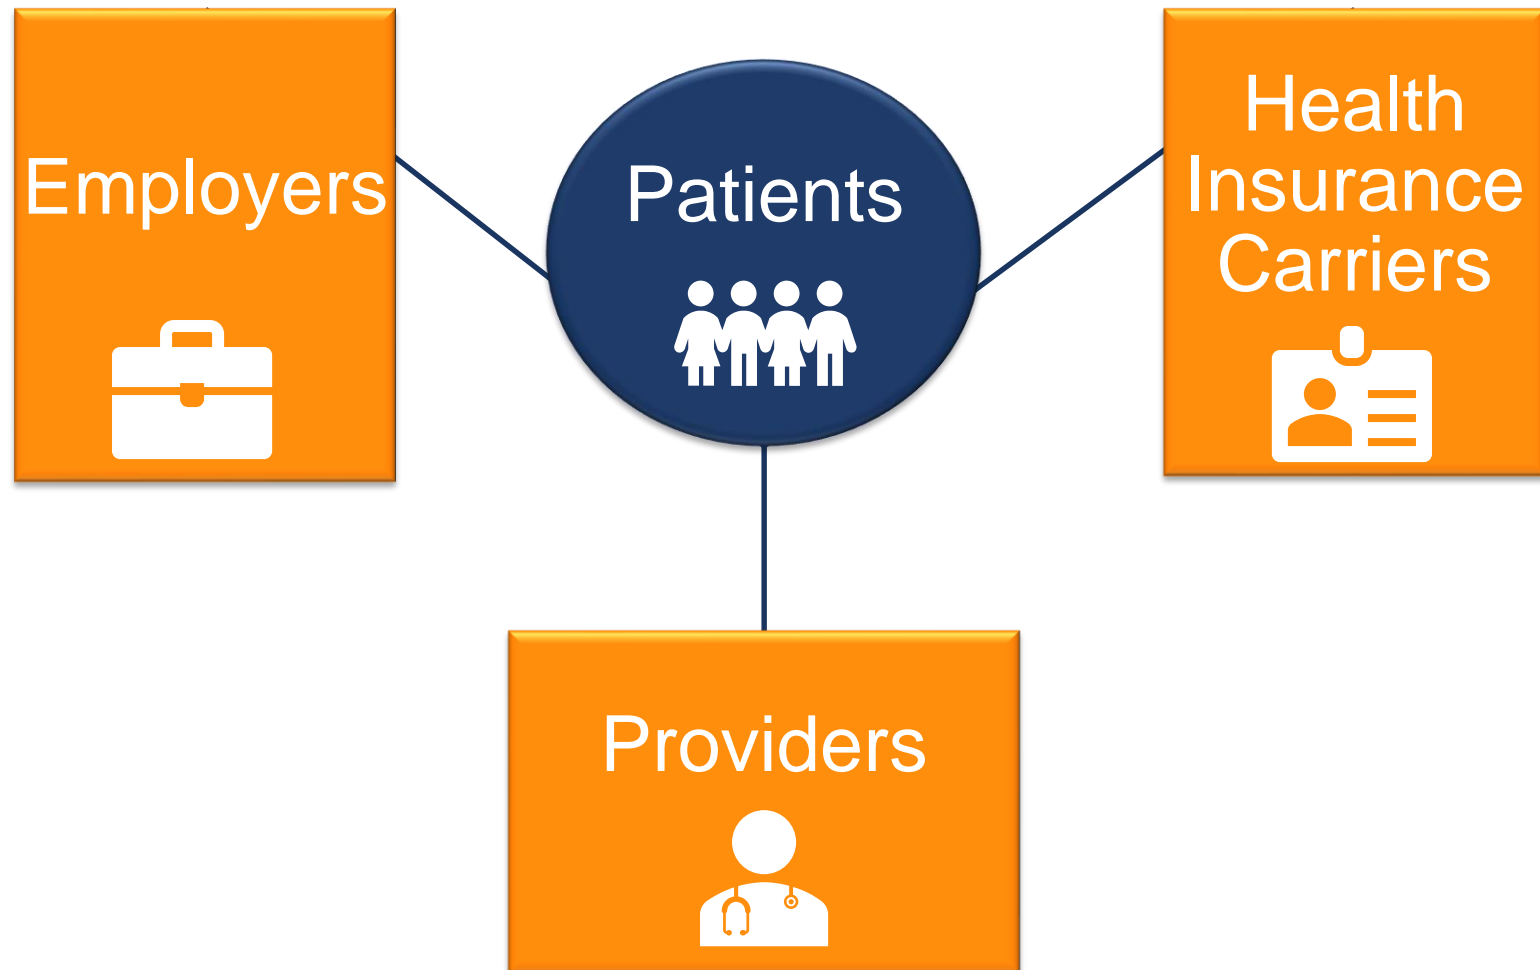 Employers
Patients
Health
Insurance
Carriers
Providers